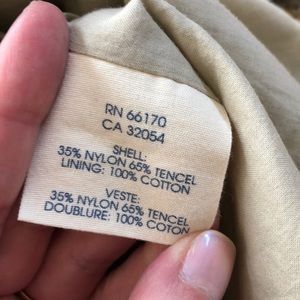 RN 66170
CA 32054
SHELL:
35% NYLON 65% TENCEL
LINING: 100% COTTON
VESTE:
35% NYLON 65% TENCEL
DOUBLURE: 100% COTON